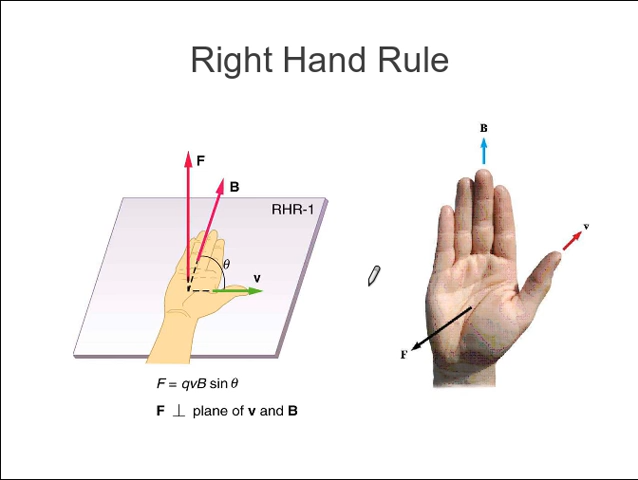 Right Hand Rule
F
B
RHR-1
θ
v
F = qvB sin θ
F ⊥ plane of v and B
B
v
F